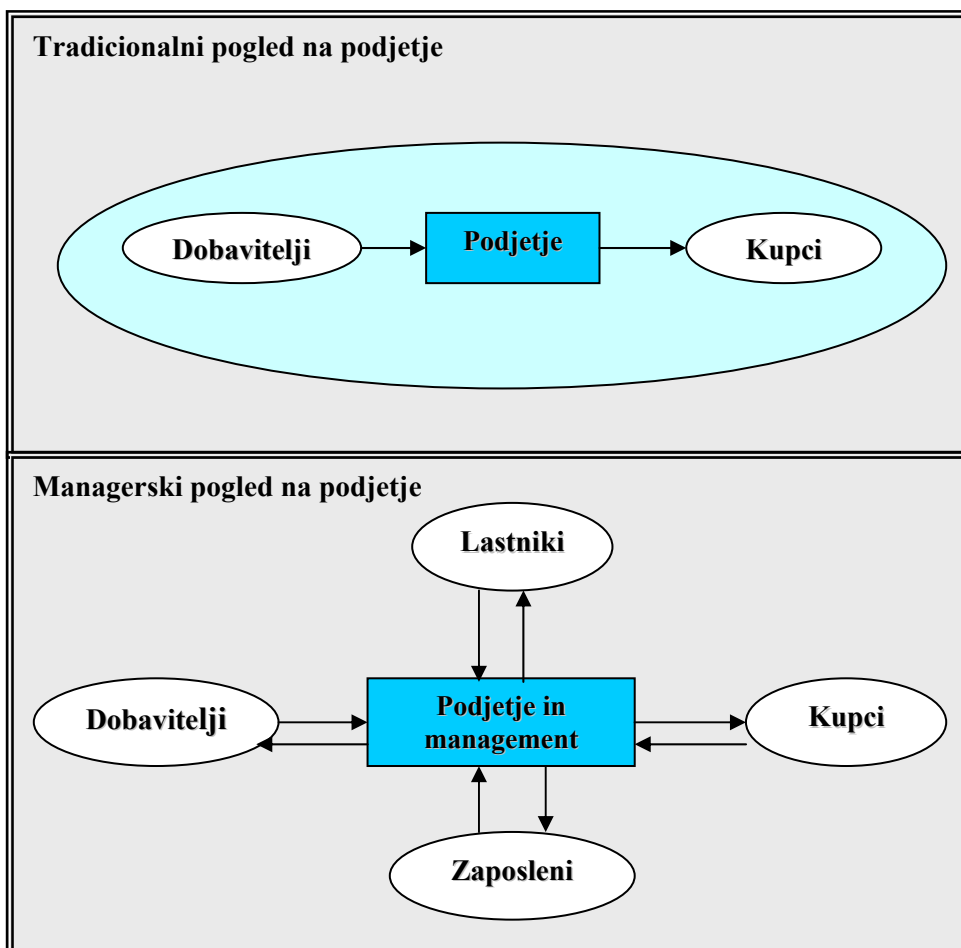 Tradicionalni pogled na podjetje
Dobavitelji
Podjetje
Kupci
Managerski pogled na podjetje
Lastniki
Dobavitelji
Podjetje in
management
Kupci
Zaposleni